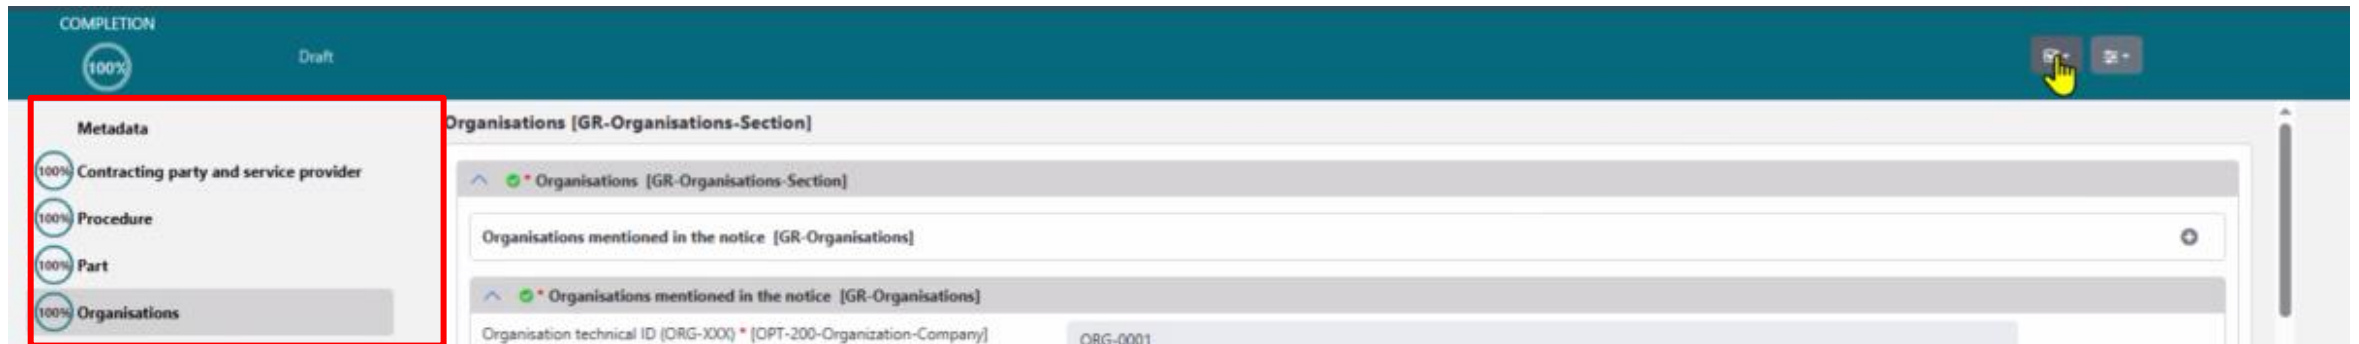 COMPLETION
100%
Draft
Metadata
100% Contracting party and service provider
100% Procedure
100% Part
100% Organisations
Organisations [GR-Organisations-Section]
* Organisations [GR-Organisations-Section]
Organisations mentioned in the notice [GR-Organisations]
* Organisations mentioned in the notice [GR-Organisations]
Organisation technical ID (ORG-XXX) * [OPT-200-Organization-Company]
ORG-0001